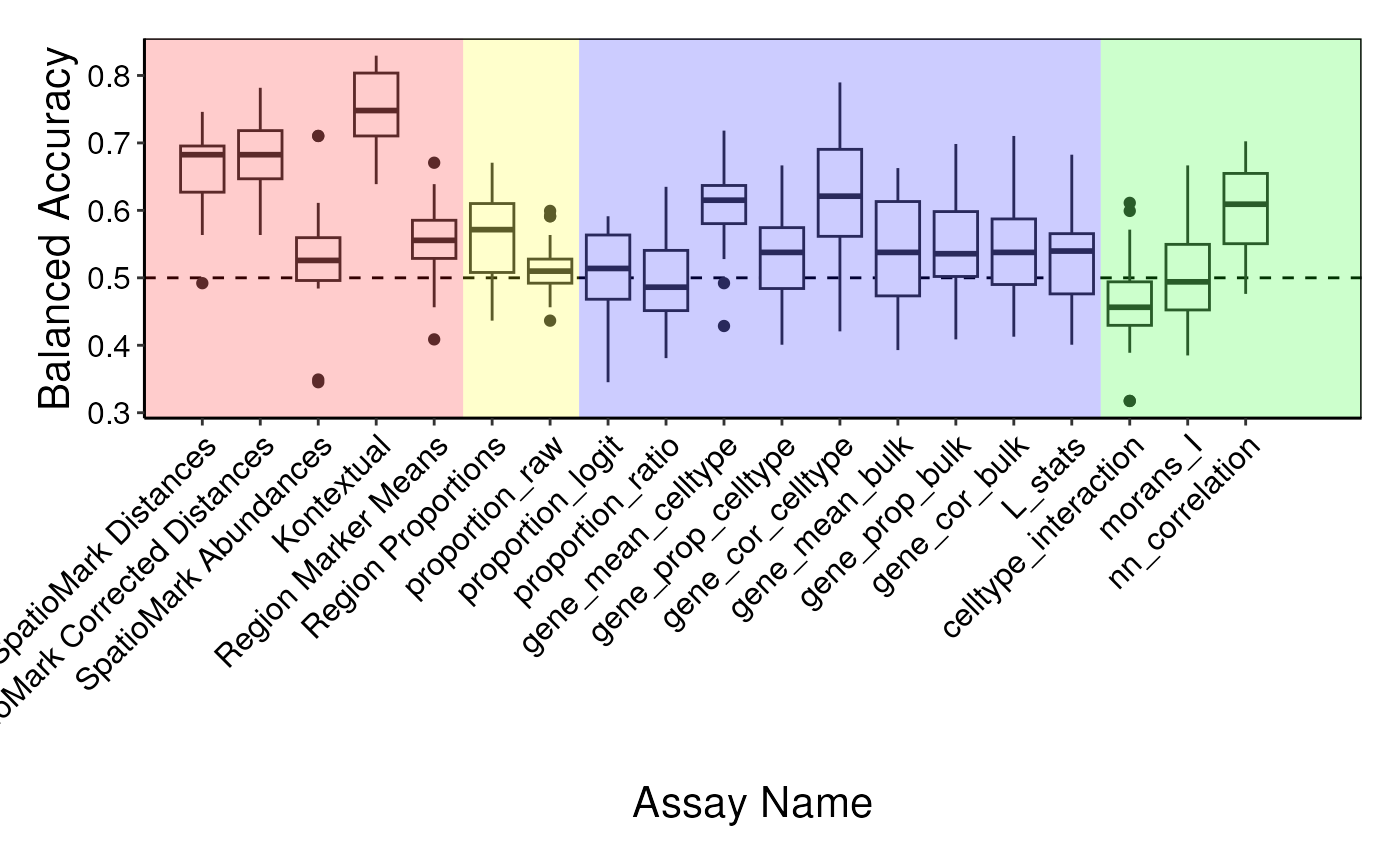 Balanced Accuracy
0.8
0.7
0.6
0.5
0.4
0.3
SpatioMark Distances
Corrected Distances
SpatioMark Abundances
Kontextual
Region Marker Means
Region Proportions
proportion_raw
proportion_logit
proportion_ratio
gene_mean_celltype
gene_prop_celltype
gene_cor_celltype
gene_mean_bulk
gene_prop_bulk
gene_cor_bulk
L_stats
celltype_interaction
morans_I
nn_correlation
Assay Name